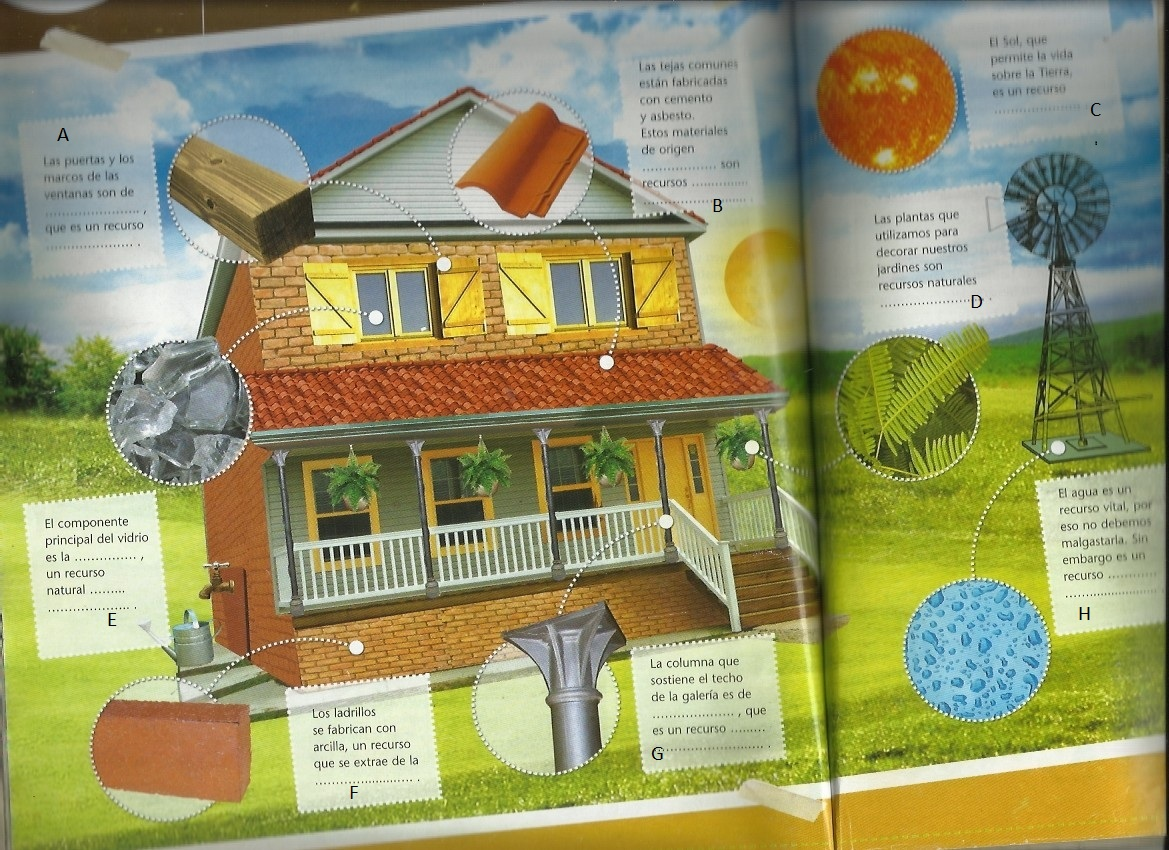 A
Las puertas y los
marcos de las
ventanas son de
....................... ,
que es un recurso
....................... .
Las tejas comunes
están fabricadas
con cemento
y asbesto.
Estos materiales
de origen
.................. son
recursos ..............
.......................
B
El Sol, que
permite la vida
sobre la Tierra,
es un recurso
.......................
C
Las plantas que
utilizamos para
decorar nuestros
jardines son
recursos naturales
....................... .
D
El componente
principal del vidrio
es la ............... ,
un recurso
natural .........
..................... .
E
Los ladrillos
se fabrican con
arcilla, un recurso
que se extrae de la
....................... .
F
La columna que
sostiene el techo
de la galería es de
..................... , que
es un recurso .........
....................... .
G
El agua es un
recurso vital, por
eso no debemos
malgastarla. Sin
embargo es un
recurso ............
..................... .
H